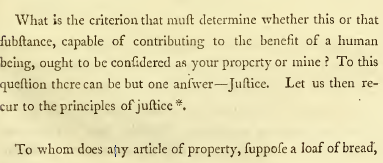 What is the criterion that muſt determine whether this or that
ſubſtance, capable of contributing to the benefit of a human
being, ought to be conſidered as your property or mine? To this
queſtion there can be but one anſwer—Juſtice. Let us then re-
cur to the principles of juſtice *.
To whom does any article of property, ſuppoſe a loaf of bread,